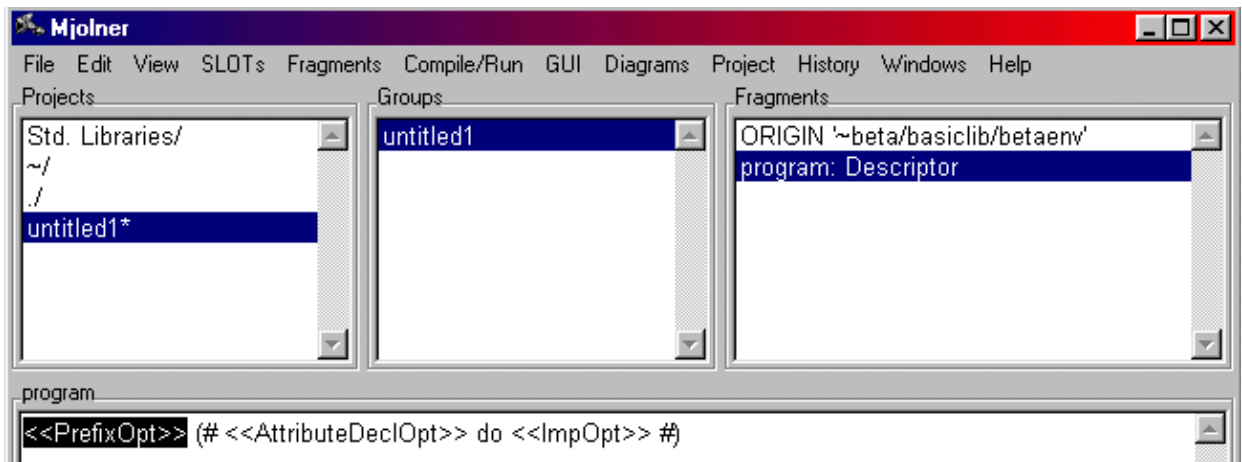 Mjolner
File Edit View SLOTs Fragments Compile/Run GUI Diagrams Project History Windows Help
Projects Groups Fragments
Std. Libraries/
~/
./
untitled1*
untitled1
ORIGIN '~beta/basiclib/betaenv'
program: Descriptor
program
<<PrefixOpt>> (# <<AttributeDeclOpt>> do <<ImpOpt>> #)